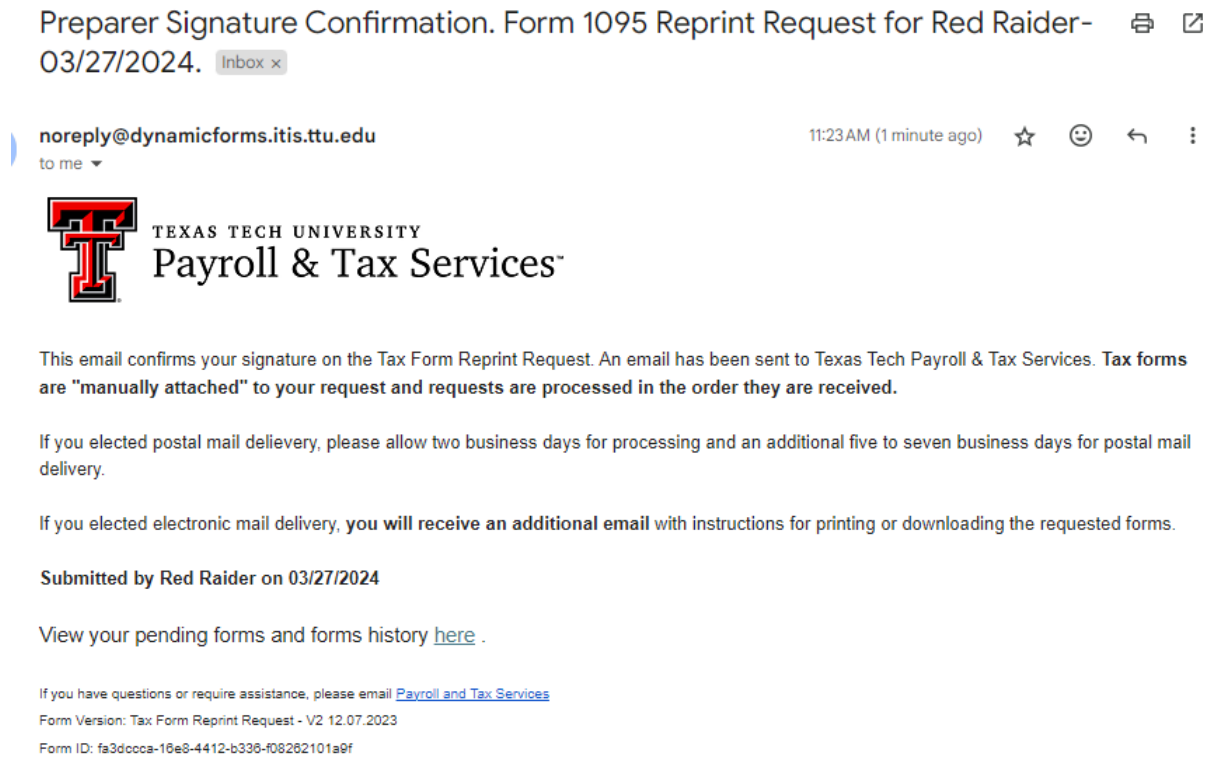 Preparer Signature Confirmation. Form 1095 Reprint Request for Red Raider-
03/27/2024. Inbox ×
noreply@dynamicforms.itis.ttu.edu 11:23 AM (1 minute ago)
to me
TEXAS TECH UNIVERSITY
Payroll & Tax Services™
This email confirms your signature on the Tax Form Reprint Request. An email has been sent to Texas Tech Payroll & Tax Services. Tax forms
are "manually attached" to your request and requests are processed in the order they are received.
If you elected postal mail delievery, please allow two business days for processing and an additional five to seven business days for postal mail
delivery.
If you elected electronic mail delivery, you will receive an additional email with instructions for printing or downloading the requested forms.
Submitted by Red Raider on 03/27/2024
View your pending forms and forms history here .
If you have questions or require assistance, please email Payroll and Tax Services
Form Version: Tax Form Reprint Request - V2 12.07.2023
Form ID: fa3dccca-16e8-4412-b336-f08262101a9f